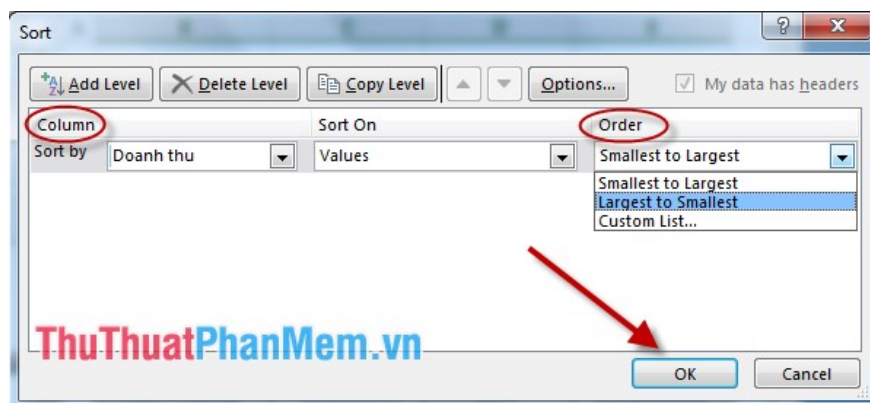 Sort
Add Level Delete Level Copy Level Options... My data has headers
Column Sort On Order
Sort by Doanh thu Values Smallest to Largest
Smallest to Largest
Largest to Smallest
Custom List...
ThuThuatPhanMem.vn
OK Cancel